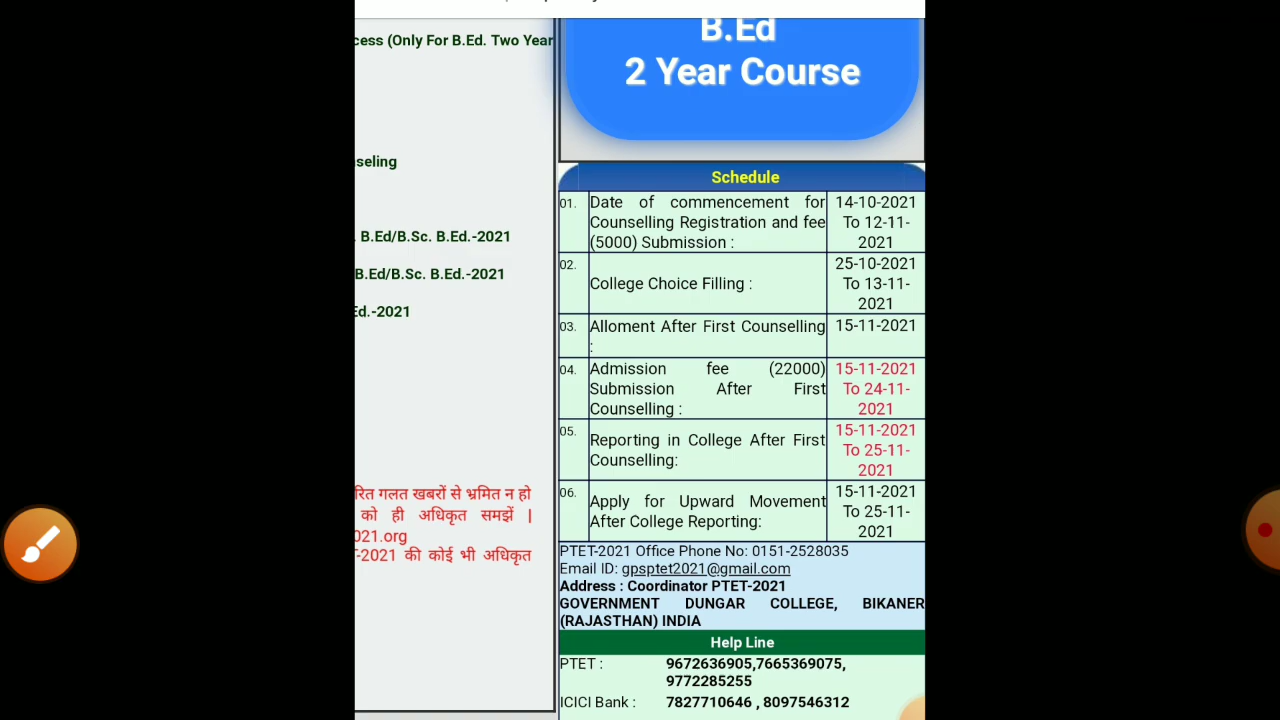 cess (Only For B.Ed. Two Year
seling
B.Ed/B.Sc. B.Ed.-2021
B.Ed/B.Sc. B.Ed.-2021
Ed.-2021
रित गलत खबरों से भ्रमित न हो
को ही अधिकृत समझें |
021.org
-2021 की कोई भी अधिकृत
B.Ed
2 Year Course
Schedule
01. Date of commencement for Counselling Registration and fee (5000) Submission : 14-10-2021 To 12-11-2021
02. College Choice Filling : 25-10-2021 To 13-11-2021
03. Alloment After First Counselling : 15-11-2021
04. Admission fee (22000) Submission After First Counselling : 15-11-2021 To 24-11-2021
05. Reporting in College After First Counselling: 15-11-2021 To 25-11-2021
06. Apply for Upward Movement After College Reporting: 15-11-2021 To 25-11-2021
PTET-2021 Office Phone No: 0151-2528035
Email ID: gpsptet2021@gmail.com
Address : Coordinator PTET-2021
GOVERNMENT DUNGAR COLLEGE, BIKANER
(RAJASTHAN) INDIA
Help Line
PTET : 9672636905,7665369075,
9772285255
ICICI Bank : 7827710646 , 8097546312